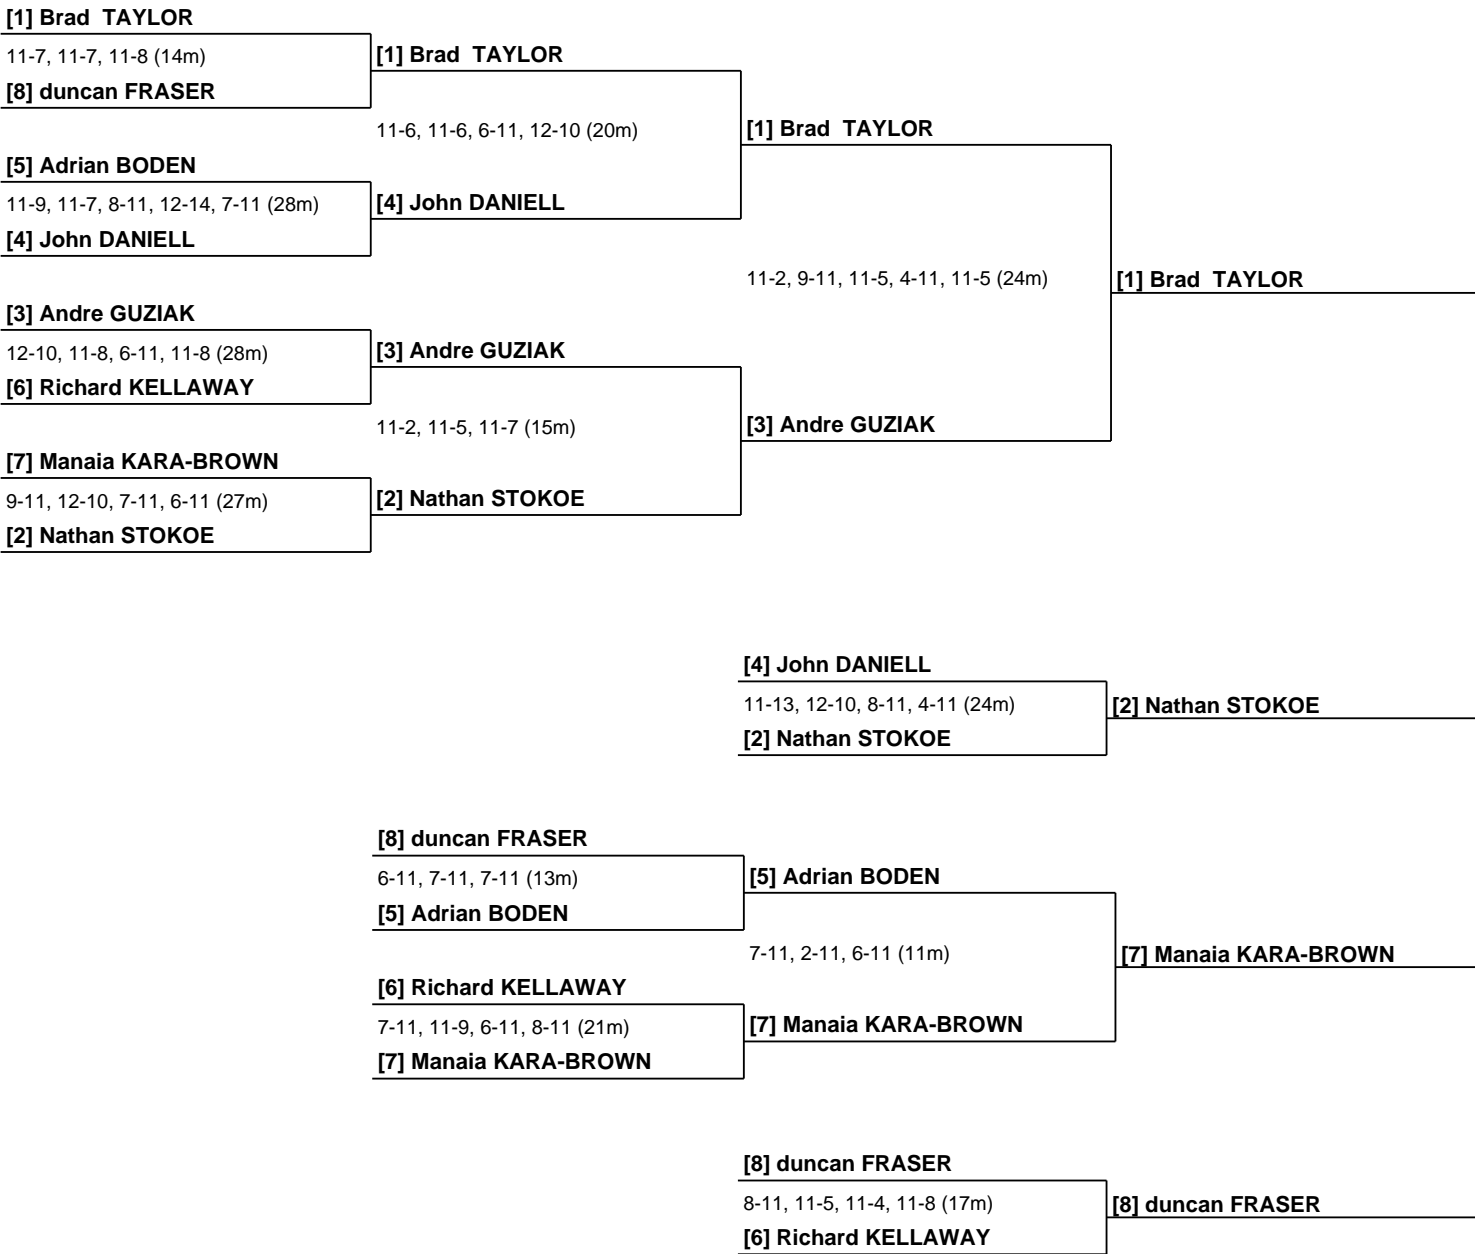 [1] Brad  TAYLOR
11-7, 11-7, 11-8 (14m)
[1] Brad  TAYLOR
[8] duncan FRASER
11-6, 11-6, 6-11, 12-10 (20m)
[1] Brad  TAYLOR
[5] Adrian BODEN
11-9, 11-7, 8-11, 12-14, 7-11 (28m)
[4] John DANIELL
[4] John DANIELL
11-2, 9-11, 11-5, 4-11, 11-5 (24m)
[1] Brad  TAYLOR
[3] Andre GUZIAK
12-10, 11-8, 6-11, 11-8 (28m)
[3] Andre GUZIAK
[6] Richard KELLAWAY
11-2, 11-5, 11-7 (15m)
[3] Andre GUZIAK
[7] Manaia KARA-BROWN
9-11, 12-10, 7-11, 6-11 (27m)
[2] Nathan STOKOE
[2] Nathan STOKOE
[4] John DANIELL
11-13, 12-10, 8-11, 4-11 (24m)
[2] Nathan STOKOE
[2] Nathan STOKOE
[8] duncan FRASER
6-11, 7-11, 7-11 (13m)
[5] Adrian BODEN
[5] Adrian BODEN
7-11, 2-11, 6-11 (11m)
[7] Manaia KARA-BROWN
[6] Richard KELLAWAY
7-11, 11-9, 6-11, 8-11 (21m)
[7] Manaia KARA-BROWN
[7] Manaia KARA-BROWN
[8] duncan FRASER
8-11, 11-5, 11-4, 11-8 (17m)
[8] duncan FRASER
[6] Richard KELLAWAY